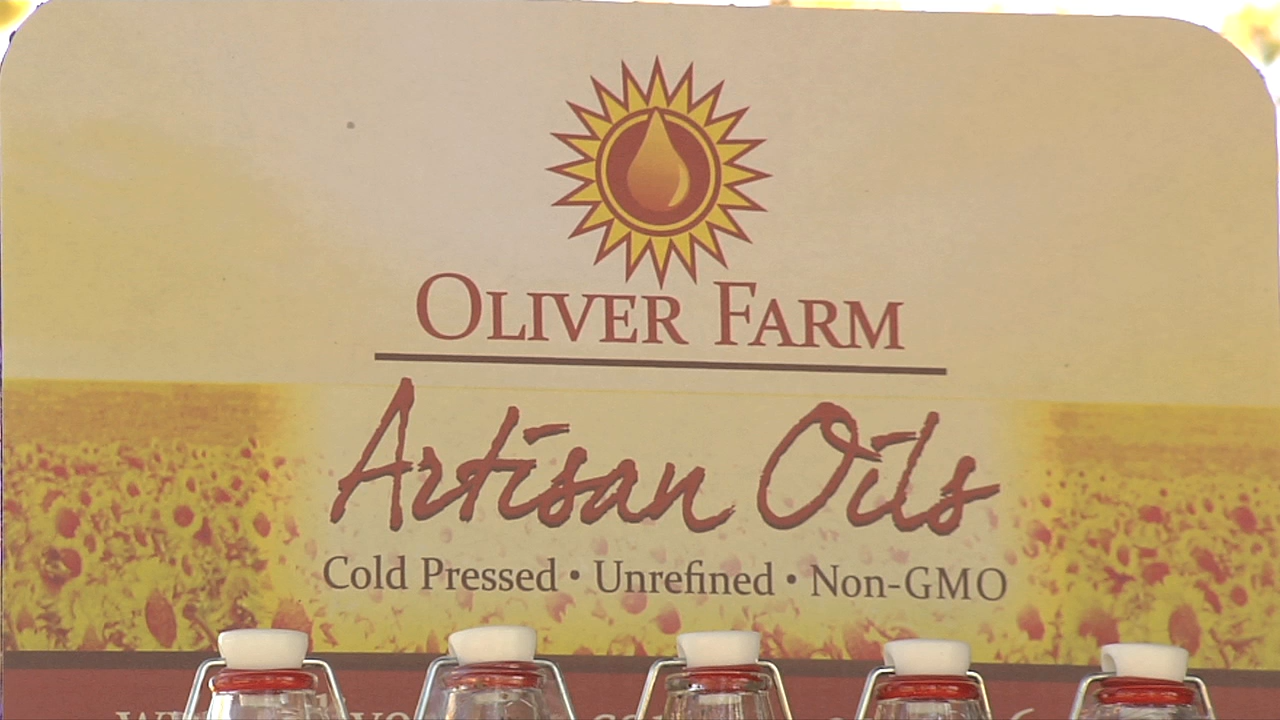 OLIVER FARM
Artisan Oils
Cold Pressed • Unrefined • Non-GMO